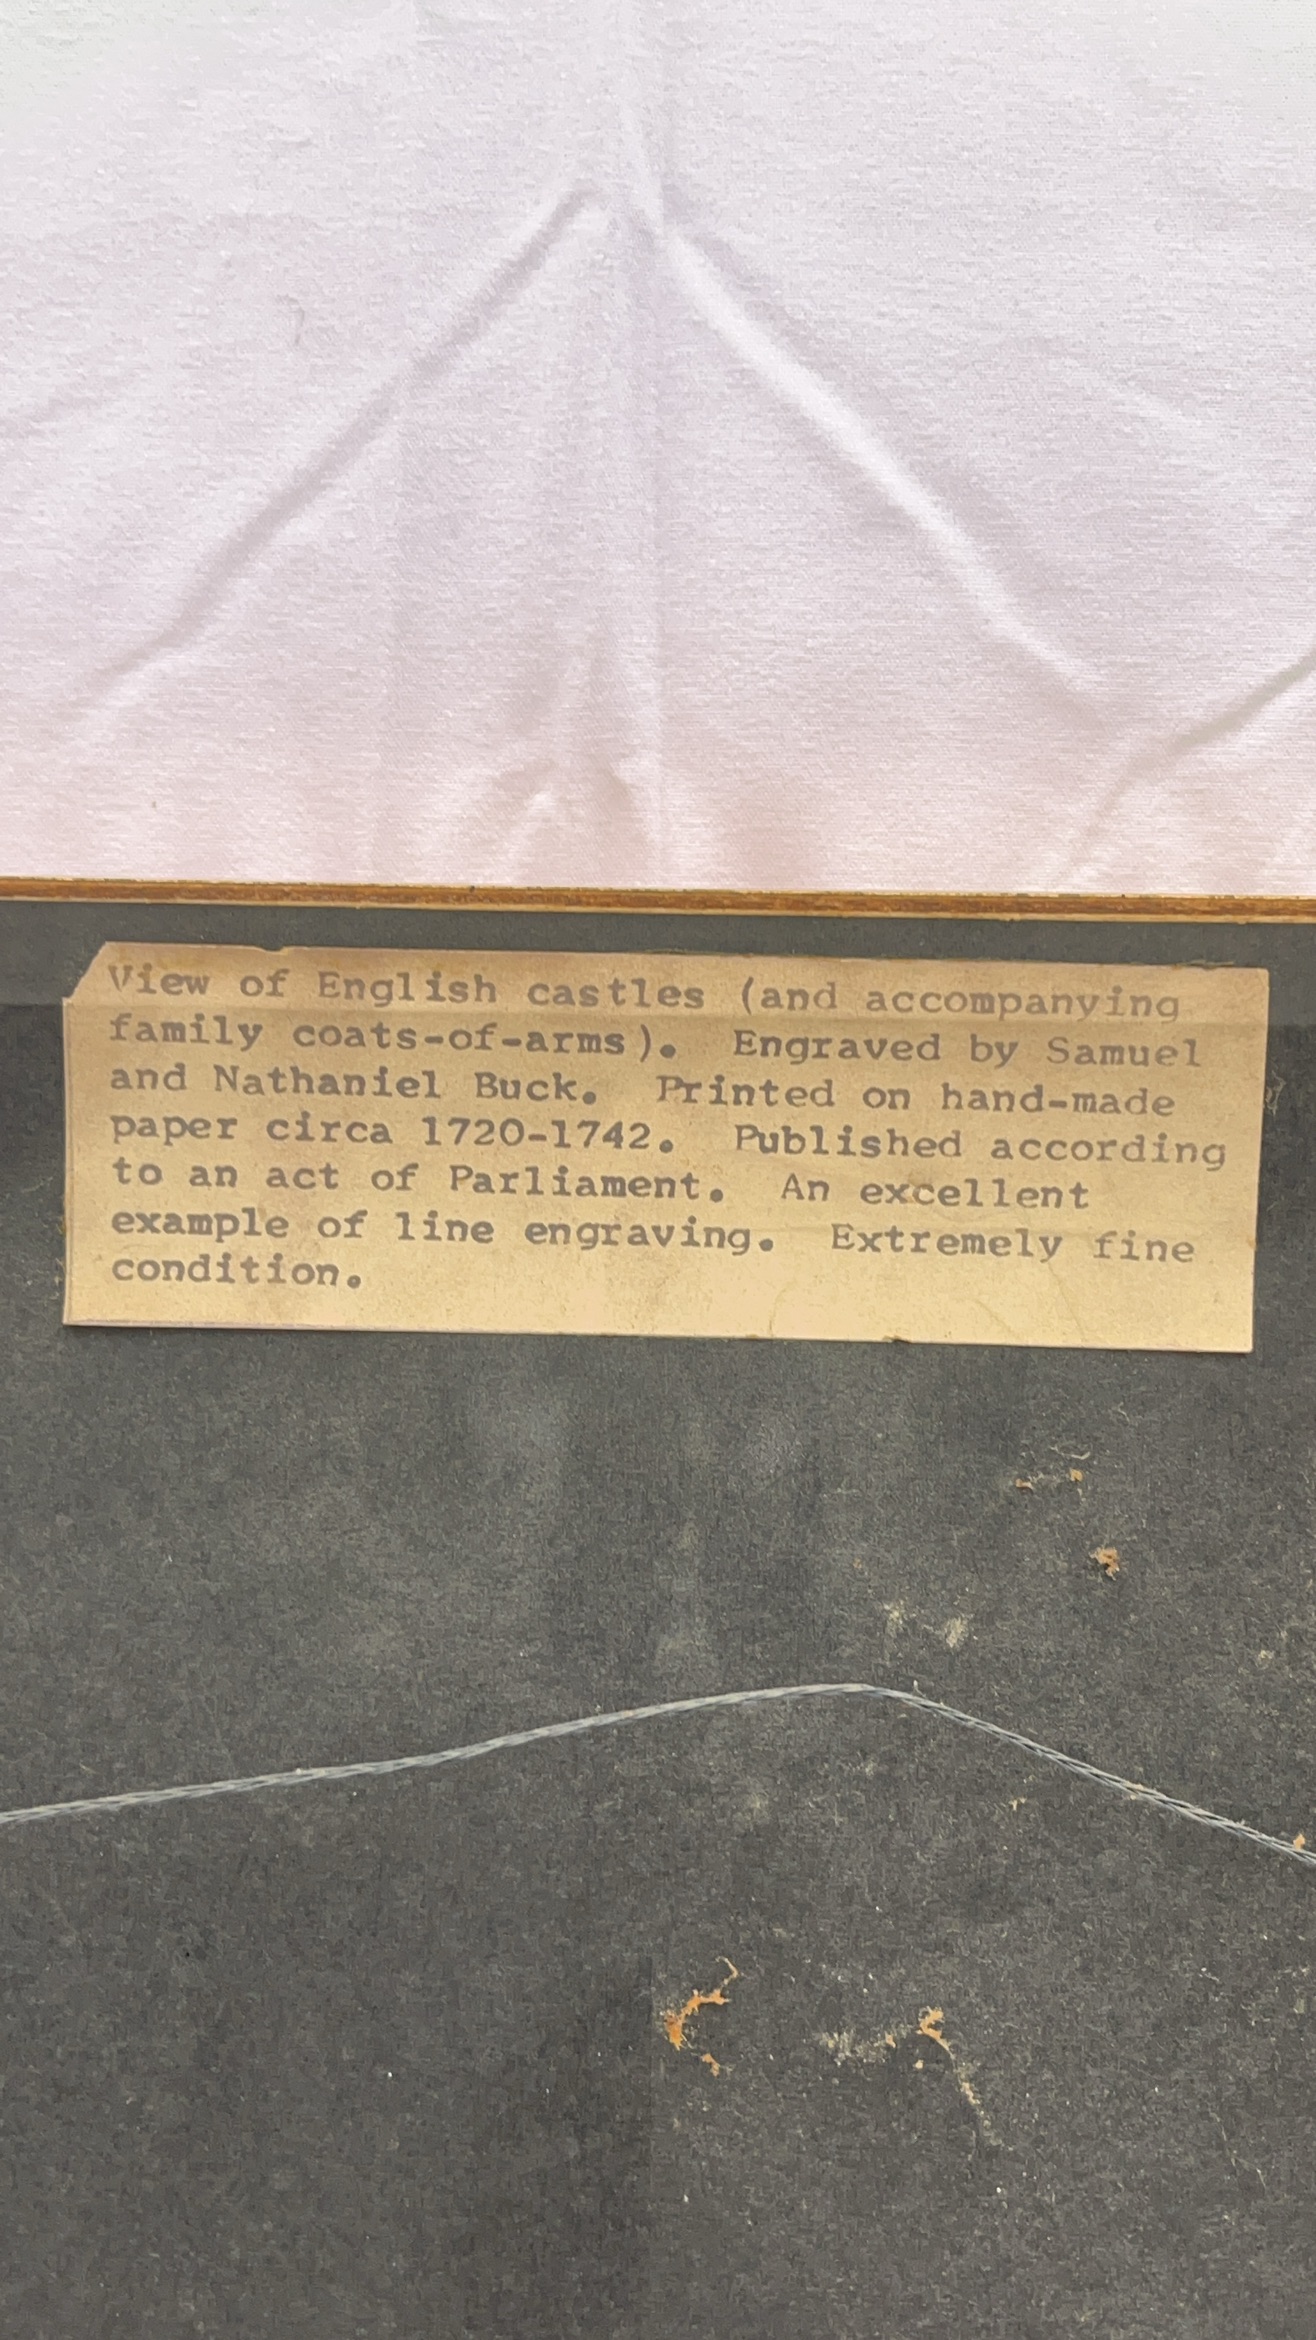 View of English castles (and accompanying
family coats-of-arms). Engraved by Samuel
and Nathaniel Buck. Printed on hand-made
paper circa 1720-1742. Published according
to an act of Parliament. An excellent
example of line engraving. Extremely fine
condition.